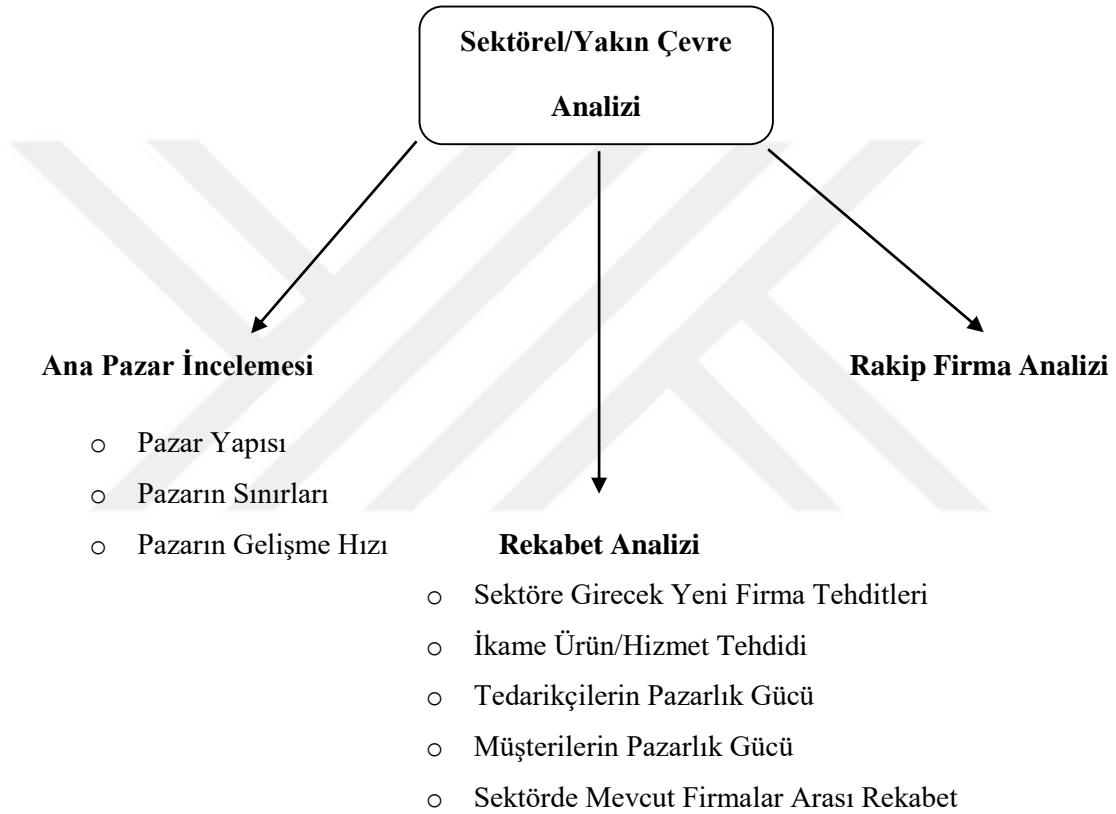 Sektörel/Yakın Çevre
Analizi
Ana Pazar İncelemesi
Rakip Firma Analizi
o Pazar Yapısı
o Pazarın Sınırları
o Pazarın Gelişme Hızı
Rekabet Analizi
o Sektöre Girecek Yeni Firma Tehditleri
o İkame Ürün/Hizmet Tehdidi
o Tedarikçilerin Pazarlık Gücü
o Müşterilerin Pazarlık Gücü
o Sektörde Mevcut Firmalar Arası Rekabet